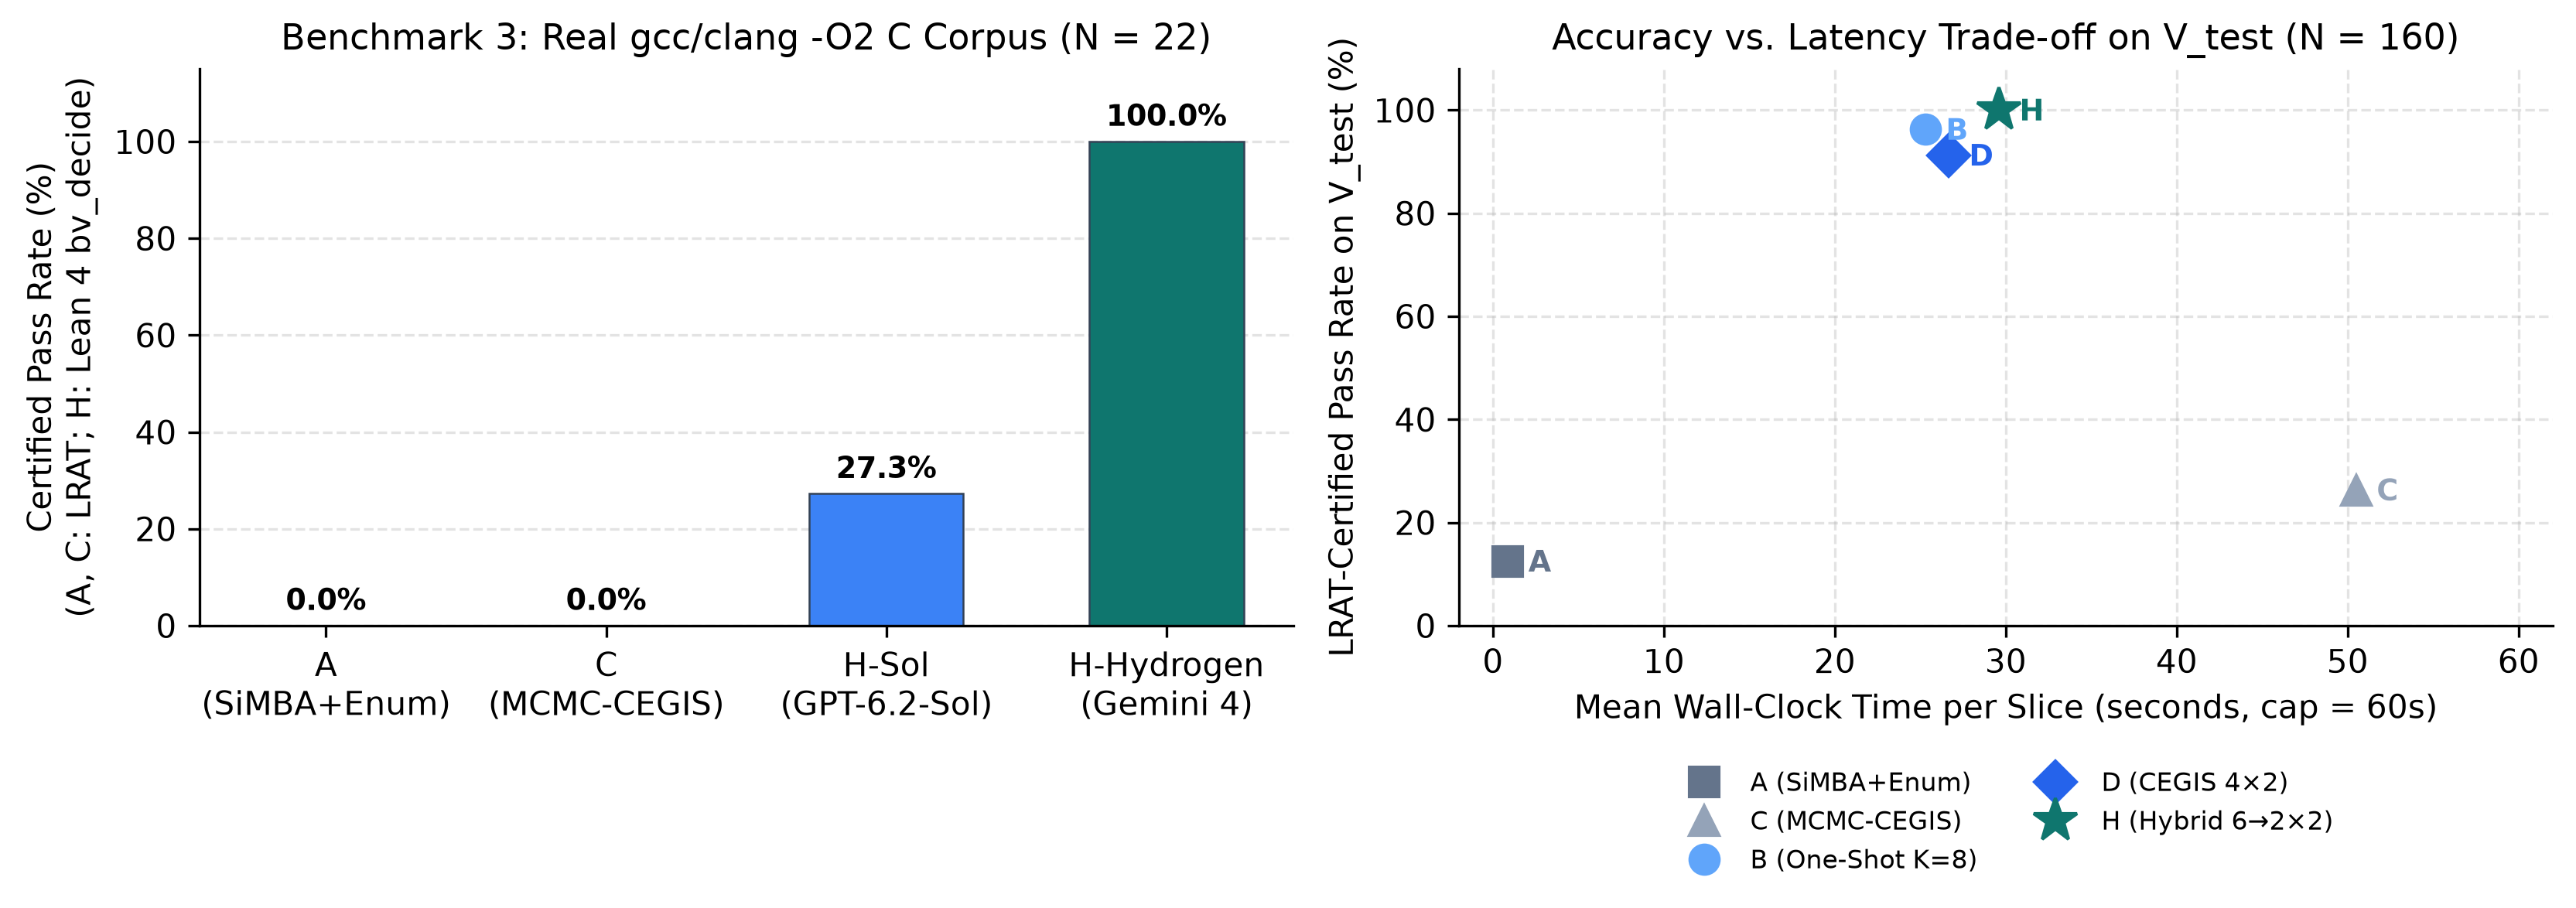 Benchmark 3: Real gcc/clang -O2 C Corpus (N = 22)
Certified Pass Rate (%)
(A, C: LRAT; H: Lean 4 bv_decide)
100
80
60
40
20
0
0.0%
0.0%
27.3%
100.0%
A
(SiMBA+Enum)
C
(MCMC-CEGIS)
H-Sol
(GPT-6.2-Sol)
H-Hydrogen
(Gemini 4)
Accuracy vs. Latency Trade-off on V_test (N = 160)
LRAT-Certified Pass Rate on V_test (%)
100
80
60
40
20
0
H
B
D
C
A
0
10
20
30
40
50
60
Mean Wall-Clock Time per Slice (seconds, cap = 60s)
A (SiMBA+Enum)
C (MCMC-CEGIS)
B (One-Shot K=8)
D (CEGIS 4×2)
H (Hybrid 6→2×2)